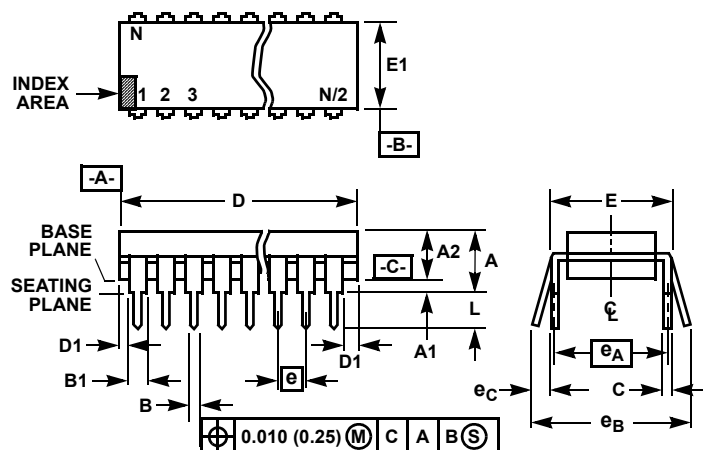 N
E1
INDEX
AREA
1 2 3 N/2
-B-
-A-
D
E
BASE
PLANE
A2
A
-C-
SEATING
PLANE
L
C L
D1
A1
D1
e
eA
B1
eC
C
B
eB
0.010 (0.25) M C A B S